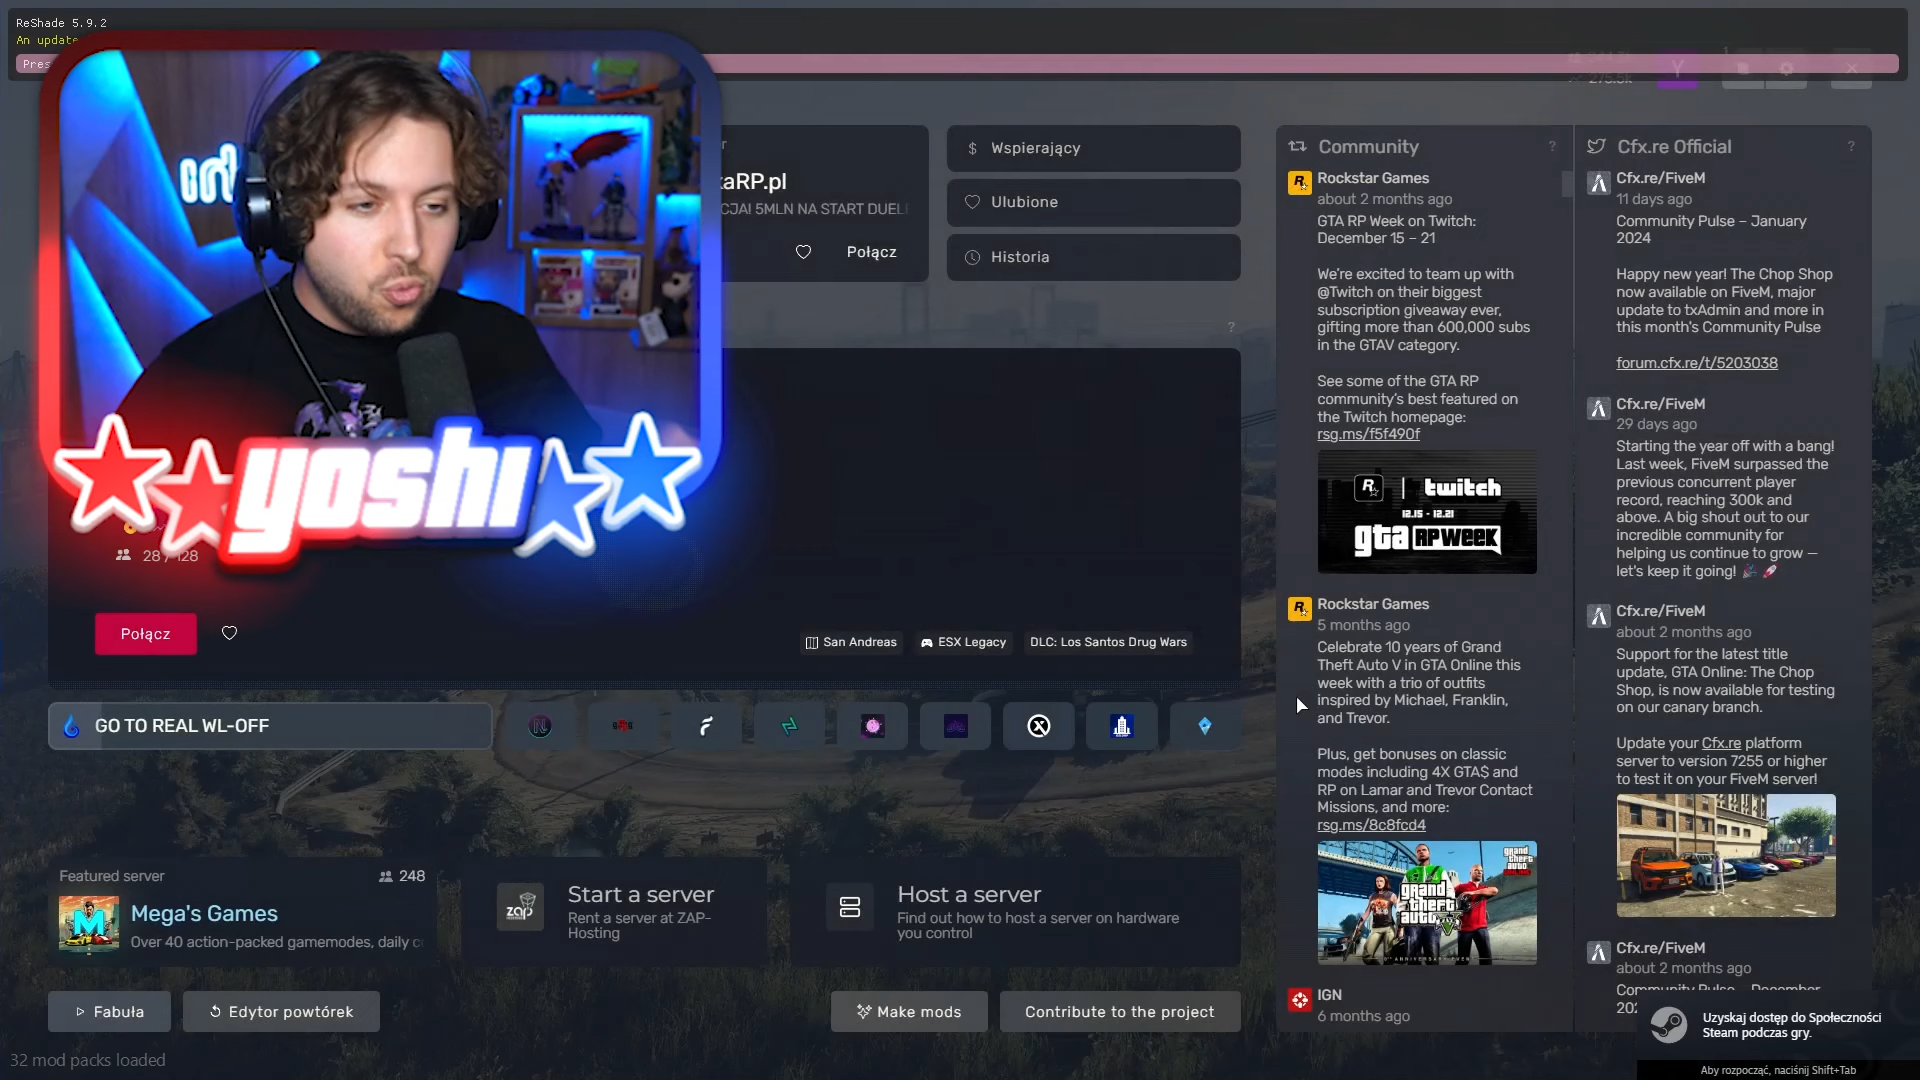 ReShade 5.9.2
An update
Pres
275.5k
Y
1
yoshi
kaRP.pl
CJA! 5MLN NA START DUEL
Połącz
Wspierający
Ulubione
Historia
?
28 / 128
Połącz
San Andreas
ESX Legacy
DLC: Los Santos Drug Wars
GO TO REAL WL-OFF
Featured server
248
Mega's Games
Over 40 action-packed gamemodes, daily
zap
Start a server
Rent a server at ZAP-
Hosting
Host a server
Find out how to host a server on hardware
you control
Fabuła
Edytor powtórek
Make mods
Contribute to the project
32 mod packs loaded
Community
?
Rockstar Games
about 2 months ago
GTA RP Week on Twitch:
December 15 – 21
We're excited to team up with
@Twitch on their biggest
subscription giveaway ever,
gifting more than 600,000 subs
in the GTAV category.
See some of the GTA RP
community's best featured on
the Twitch homepage:
rsg.ms/f5f490f
R | twitch
12.15 - 12.21
gta RPWEEK
Rockstar Games
5 months ago
Celebrate 10 years of Grand
Theft Auto V in GTA Online this
week with a trio of outfits
inspired by Michael, Franklin,
and Trevor.
Plus, get bonuses on classic
modes including 4X GTA$ and
RP on Lamar and Trevor Contact
Missions, and more:
rsg.ms/8c8fcd4
grand
theft
auto
V
IGN
6 months ago
Cfx.re Official
?
Cfx.re/FiveM
11 days ago
Community Pulse – January
2024
Happy new year! The Chop Shop
now available on FiveM, major
update to txAdmin and more in
this month's Community Pulse
forum.cfx.re/t/5203038
Cfx.re/FiveM
29 days ago
Starting the year off with a bang!
Last week, FiveM surpassed the
previous concurrent player
record, reaching 300k and
above. A big shout out to our
incredible community for
helping us continue to grow —
let's keep it going! 🎉 🚀
Cfx.re/FiveM
about 2 months ago
Support for the latest title
update, GTA Online: The Chop
Shop, is now available for testing
on our canary branch.
Update your Cfx.re platform
server to version 7255 or higher
to test it on your FiveM server!
Cfx.re/FiveM
about 2 months ago
Community Pulse – December
202
Uzyskaj dostęp do Społeczności
Steam podczas gry.
Aby rozpocząć, naciśnij Shift+Tab